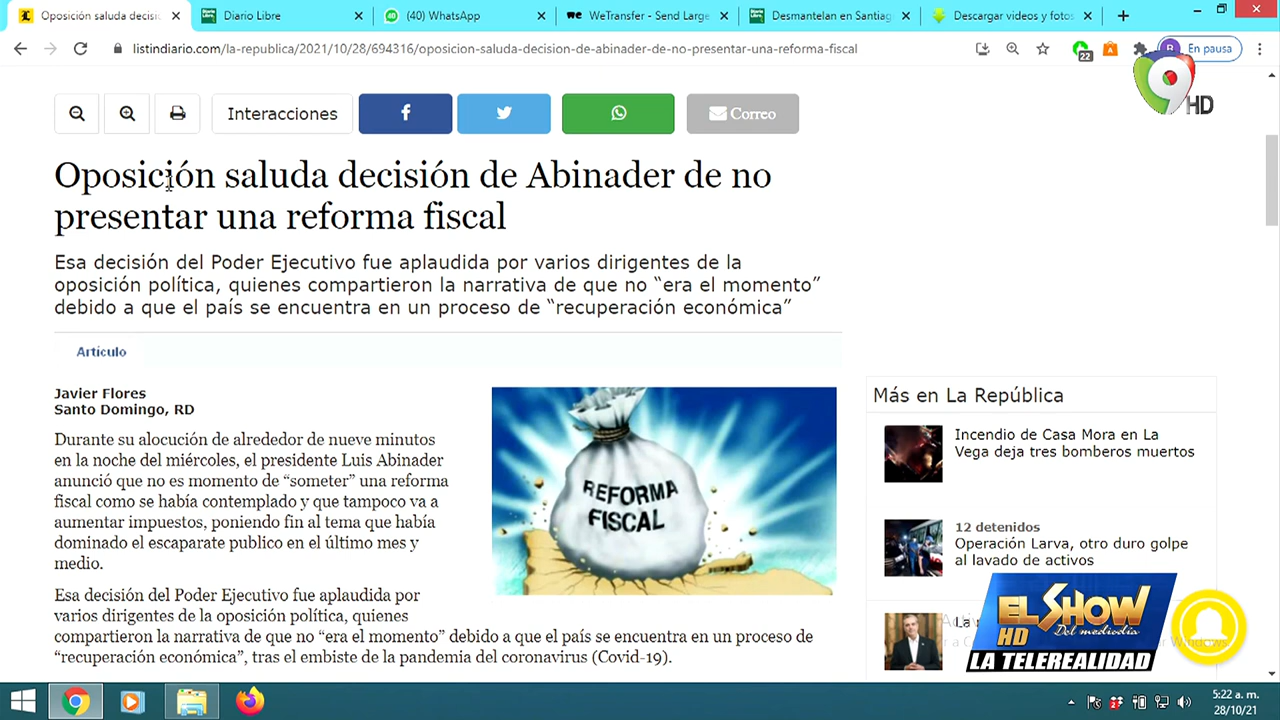 Oposición saluda decisi
Diario Libre
(40) WhatsApp
WeTransfer - Send Large
Desmantelan en Santiag
Descargar videos y fotos
listindiario.com/la-republica/2021/10/28/694316/oposicion-saluda-decision-de-abinader-de-no-presentar-una-reforma-fiscal
22
R
En pausa
9 HD
Interacciones
Correo
Oposición saluda decisión de Abinader de no
presentar una reforma fiscal
Esa decisión del Poder Ejecutivo fue aplaudida por varios dirigentes de la
oposición política, quienes compartieron la narrativa de que no “era el momento”
debido a que el país se encuentra en un proceso de “recuperación económica”
Artículo
Javier Flores
Santo Domingo, RD
Durante su alocución de alrededor de nueve minutos
en la noche del miércoles, el presidente Luis Abinader
anunció que no es momento de “someter” una reforma
fiscal como se había contemplado y que tampoco va a
aumentar impuestos, poniendo fin al tema que había
dominado el escaparate publico en el último mes y
medio.
Esa decisión del Poder Ejecutivo fue aplaudida por
varios dirigentes de la oposición política, quienes
compartieron la narrativa de que no “era el momento” debido a que el país se encuentra en un proceso de
“recuperación económica”, tras el embiste de la pandemia del coronavirus (Covid-19).
REFORMA
FISCAL
Más en La República
Incendio de Casa Mora en La
Vega deja tres bomberos muertos
12 detenidos
Operación Larva, otro duro golpe
al lavado de activos
La
EL SHOW
HD Del mediodía
LA TELEREALIDAD
Windows
5:22 a. m.
28/10/21